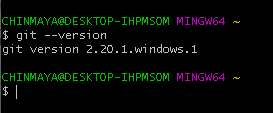 CHINMAYA@DESKTOP-IHPMSOM MINGW64 ~
$ git --version
git version 2.20.1.windows.1
CHINMAYA@DESKTOP-IHPMSOM MINGW64 ~
$